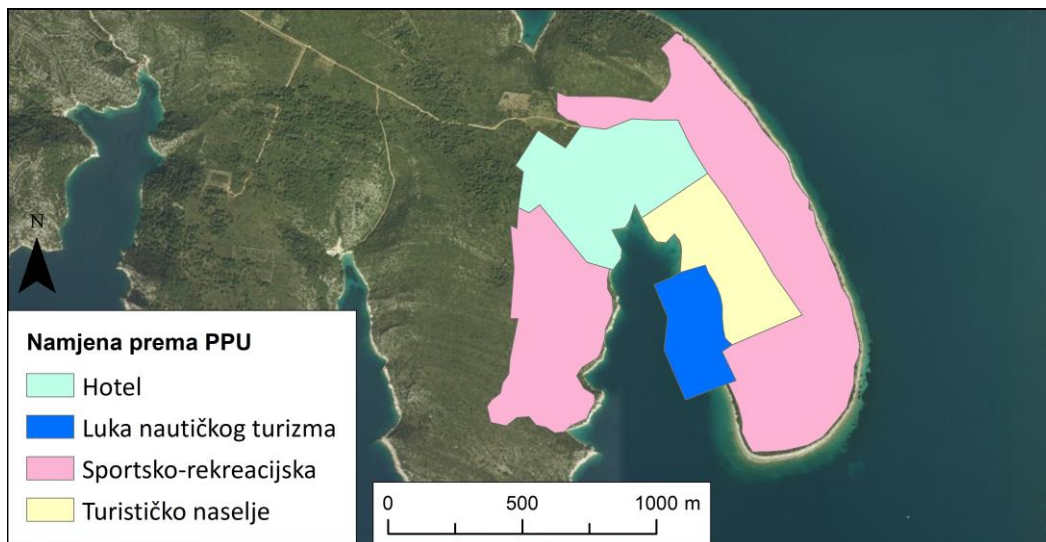 N
Namjena prema PPU
Hotel
Luka nautičkog turizma
Sportsko-rekreacijska
Turističko naselje
0 500 1000 m